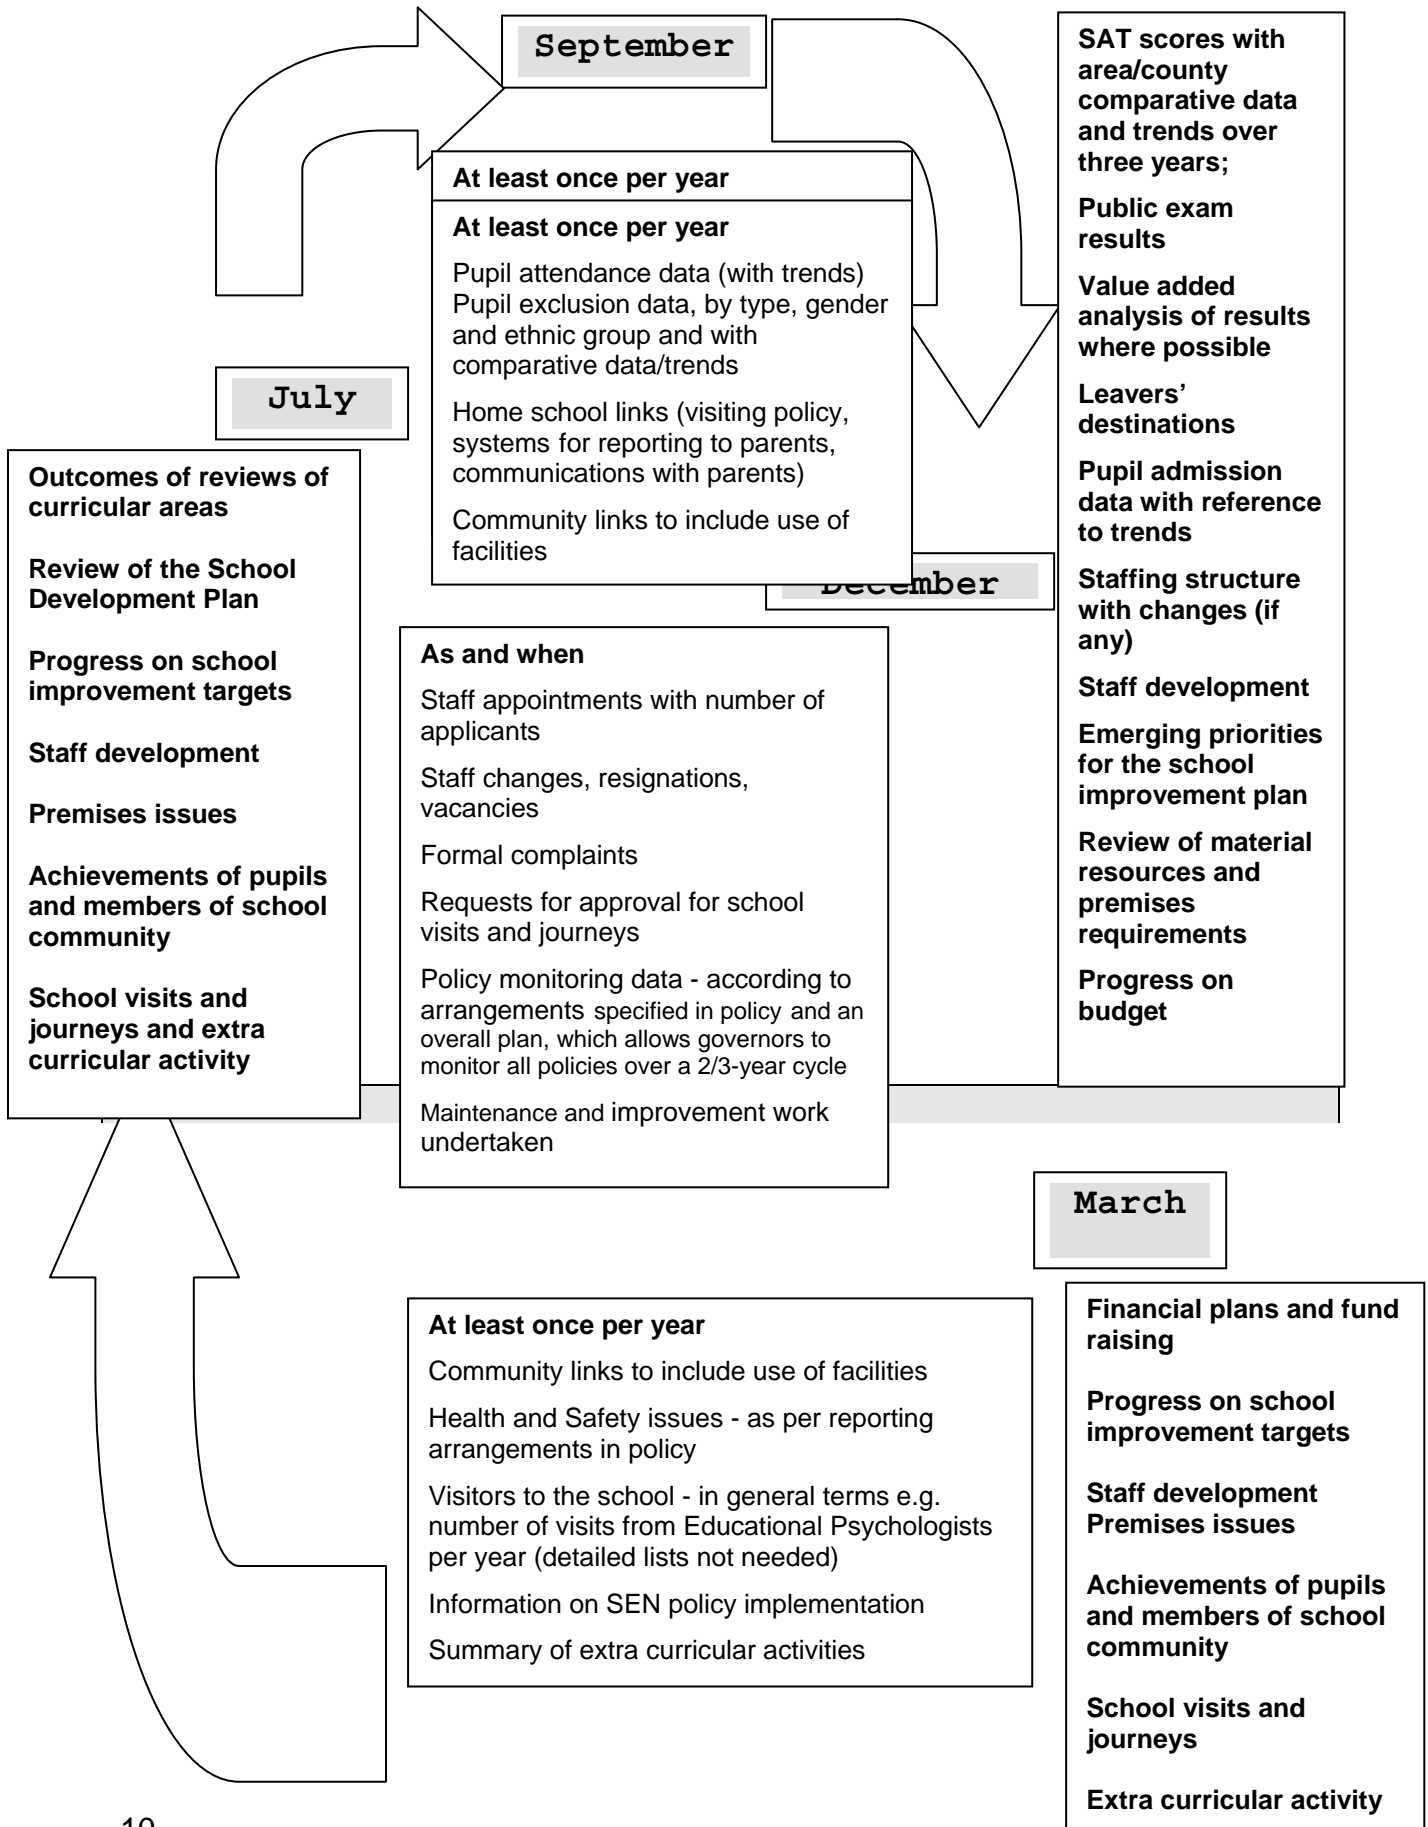 September
SAT scores with
area/county
comparative data
and trends over
three years;
Public exam
results
Value added
analysis of results
where possible
Leavers’
destinations
Pupil admission
data with reference
to trends
Staffing structure
with changes (if
any)
Staff development
Emerging priorities
for the school
improvement plan
Review of material
resources and
premises
requirements
Progress on
budget
At least once per year
At least once per year
Pupil attendance data (with trends)
Pupil exclusion data, by type, gender
and ethnic group and with
comparative data/trends
Home school links (visiting policy,
systems for reporting to parents,
communications with parents)
Community links to include use of
facilities
July
Outcomes of reviews of
curricular areas
Review of the School
Development Plan
Progress on school
improvement targets
Staff development
Premises issues
Achievements of pupils
and members of school
community
School visits and
journeys and extra
curricular activity
December
As and when
Staff appointments with number of
applicants
Staff changes, resignations,
vacancies
Formal complaints
Requests for approval for school
visits and journeys
Policy monitoring data - according to
arrangements specified in policy and an
overall plan, which allows governors to
monitor all policies over a 2/3-year cycle
Maintenance and improvement work
undertaken
March
Financial plans and fund
raising
Progress on school
improvement targets
Staff development
Premises issues
Achievements of pupils
and members of school
community
School visits and
journeys
Extra curricular activity
At least once per year
Community links to include use of facilities
Health and Safety issues - as per reporting
arrangements in policy
Visitors to the school - in general terms e.g.
number of visits from Educational Psychologists
per year (detailed lists not needed)
Information on SEN policy implementation
Summary of extra curricular activities
10